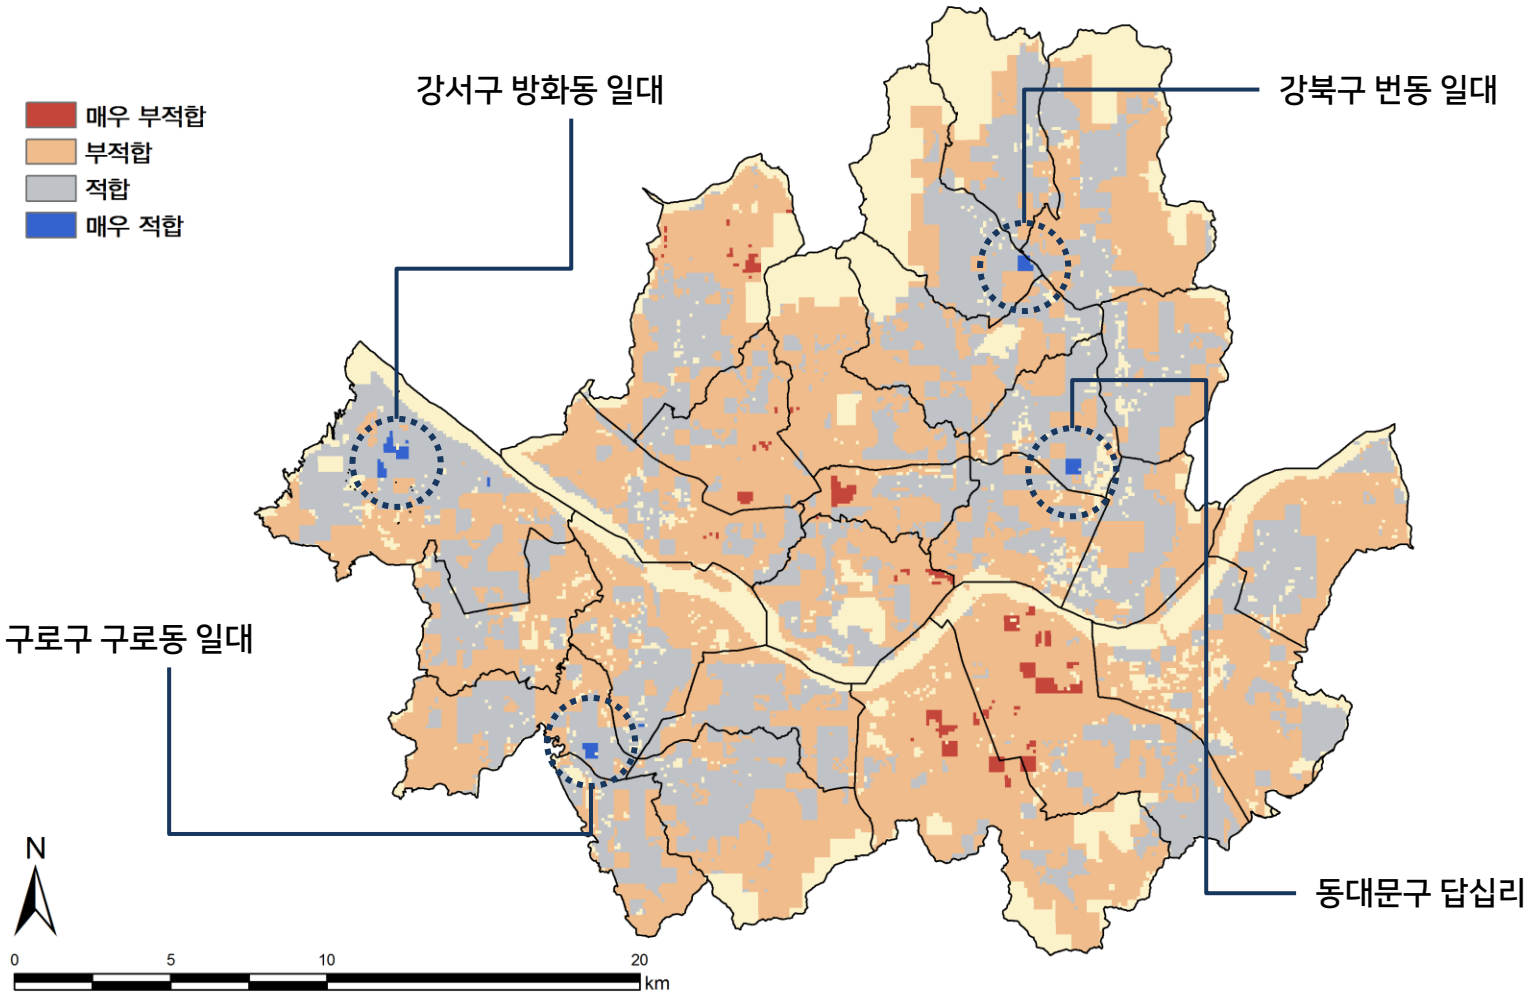 강서구 방화동 일대
강북구 번동 일대
매우 부적합
부적합
적합
매우 적합
구로구 구로동 일대
동대문구 답십리
N
0 5 10 20
km